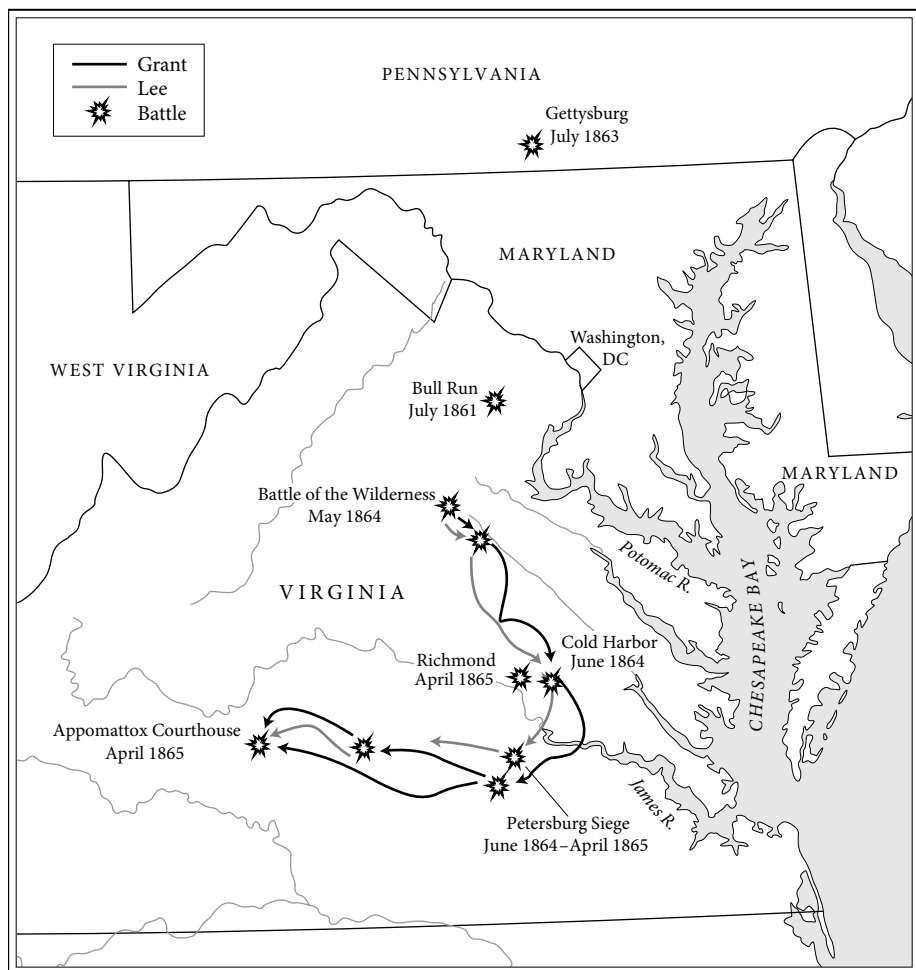 Grant
Lee
Battle
PENNSYLVANIA
Gettysburg
July 1863
MARYLAND
Washington,
DC
WEST VIRGINIA
Bull Run
July 1861
MARYLAND
Battle of the Wilderness
May 1864
Potomac R.
VIRGINIA
CHESAPEAKE BAY
Cold Harbor
June 1864
Richmond
April 1865
Appomattox Courthouse
April 1865
James R.
Petersburg Siege
June 1864–April 1865